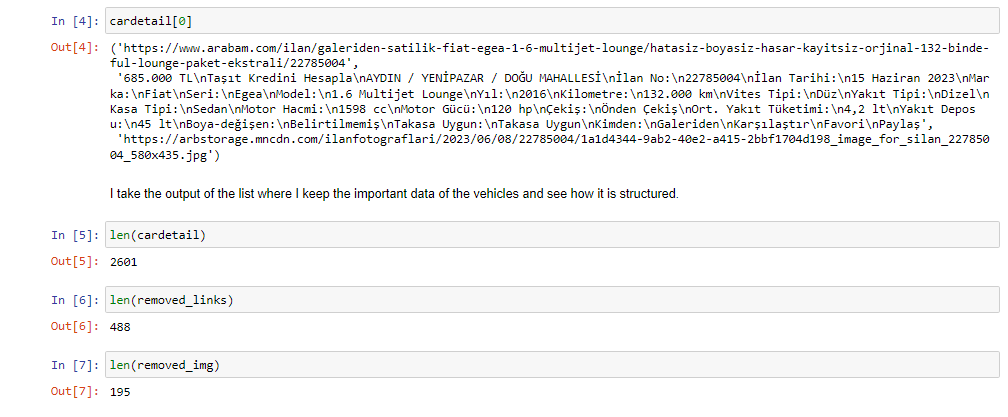 In [4]: cardetail[0]
Out[4]: ('https://www.arabam.com/ilan/galeriden-satilik-fiat-egea-1-6-multijet-lounge/hatasiz-boyasiz-hasar-kayitsiz-orjinal-132-binde-
ful-lounge-paket-ekstrali/22785004',
'685.000 TL\nTaşıt Kredini Hesapla\nAYDIN / YENİPAZAR / DOĞU MAHALLESİ\nİlan No:\n22785004\nİlan Tarihi:\n15 Haziran 2023\nMar
ka:\nFiat\nSeri:\nEgea\nModel:\n1.6 Multijet Lounge\nYıl:\n2016\nKilometre:\n132.000 km\nVites Tipi:\nDüz\nYakıt Tipi:\nDizel\n
Kasa Tipi:\nSedan\nMotor Hacmi:\n1598 cc\nMotor Gücü:\n120 hp\nÇekiş:\nÖnden Çekiş\nOrt. Yakıt Tüketimi:\n4,2 lt\nYakıt Depos
u:\n45 lt\nBoya-değişen:\nBelirtilmemiş\nTakasa Uygun:\nTakasa Uygun\nKimden:\nGaleriden\nKarşılaştır\nFavori\nPaylaş',
'https://arbstorage.mncdn.com/ilanfotograflari/2023/06/08/22785004/1a1d4344-9ab2-40e2-a415-2bbf1704d198_image_for_silan_227850
04_580x435.jpg')
I take the output of the list where I keep the important data of the vehicles and see how it is structured.
In [5]: len(cardetail)
Out[5]: 2601
In [6]: len(removed_links)
Out[6]: 488
In [7]: len(removed_img)
Out[7]: 195